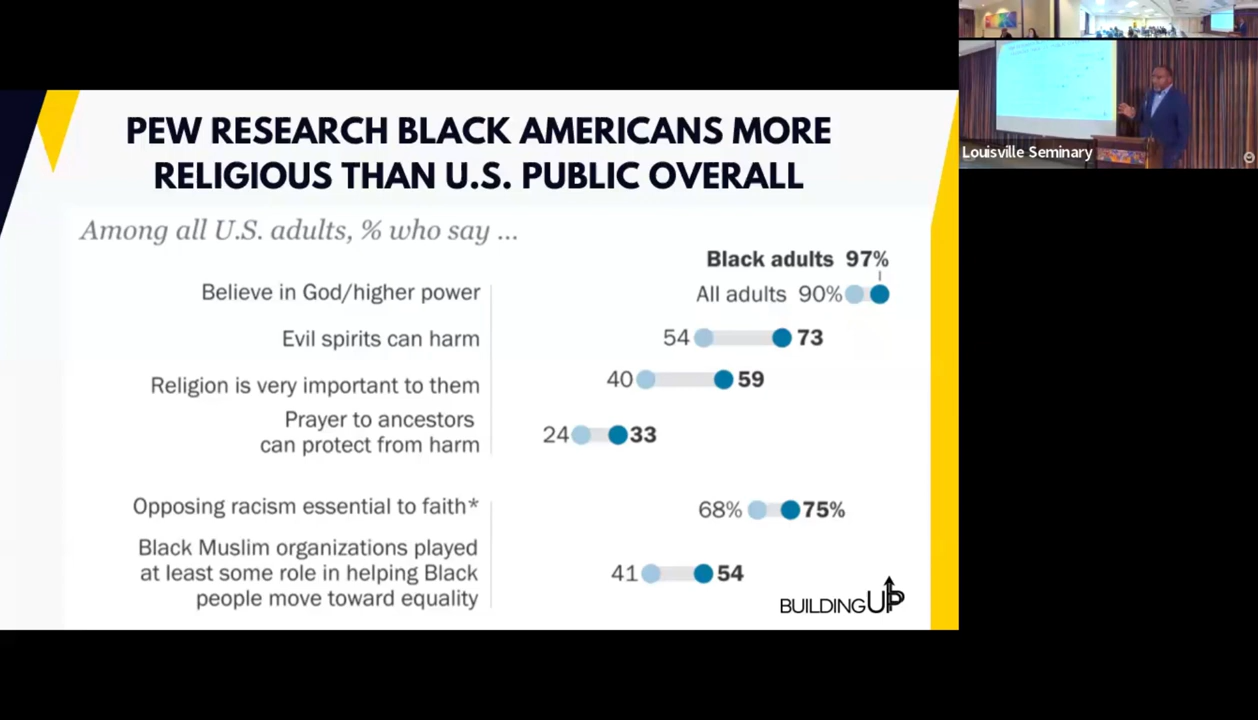 PEW RESEARCH BLACK AMERICANS MORE
RELIGIOUS THAN U.S. PUBLIC OVERALL
Among all U.S. adults, % who say ...
Black adults 97%
Believe in God/higher power
All adults 90%
Evil spirits can harm
54 73
Religion is very important to them
40 59
Prayer to ancestors
can protect from harm
24 33
Opposing racism essential to faith*
68% 75%
Black Muslim organizations played
at least some role in helping Black
people move toward equality
41 54
BUILDING UP
Louisville Seminary